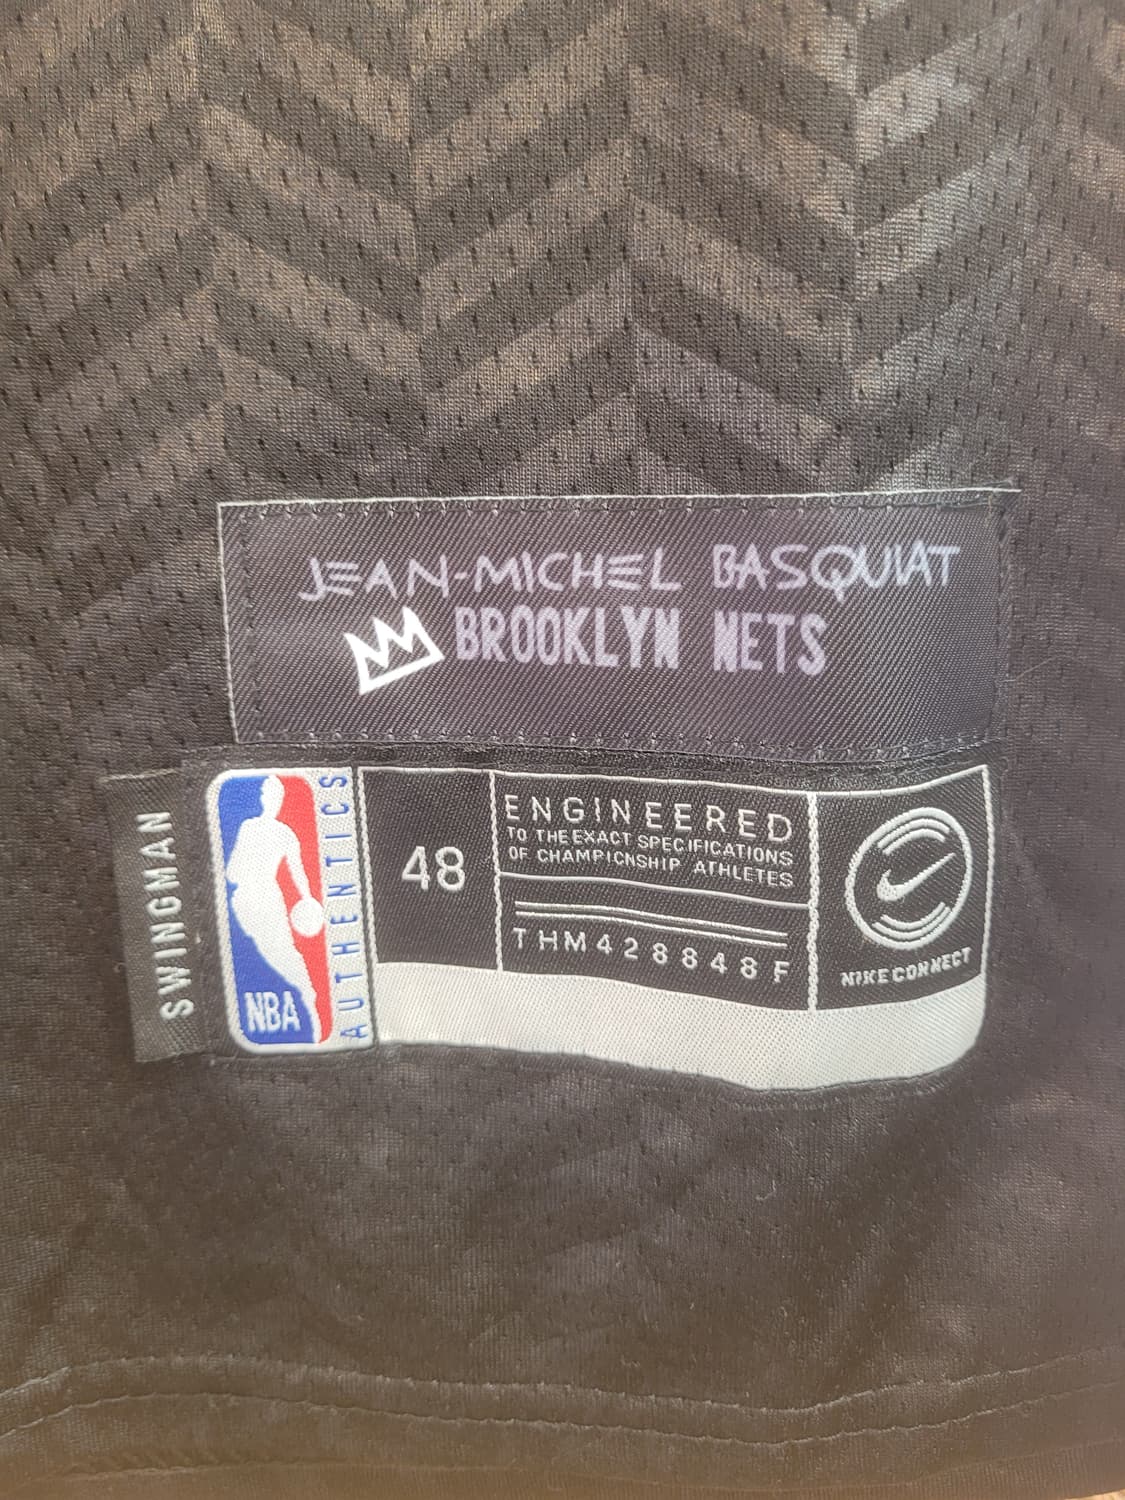 JEAN-MICHEL BASQUIAT
BROOKLYN NETS
SWINGMAN
NBA
AUTHENTICS
48
ENGINEERED
TO THE EXACT SPECIFICATIONS
OF CHAMPICNSHIP ATHLETES
THM428848F
NIKE CONNECT